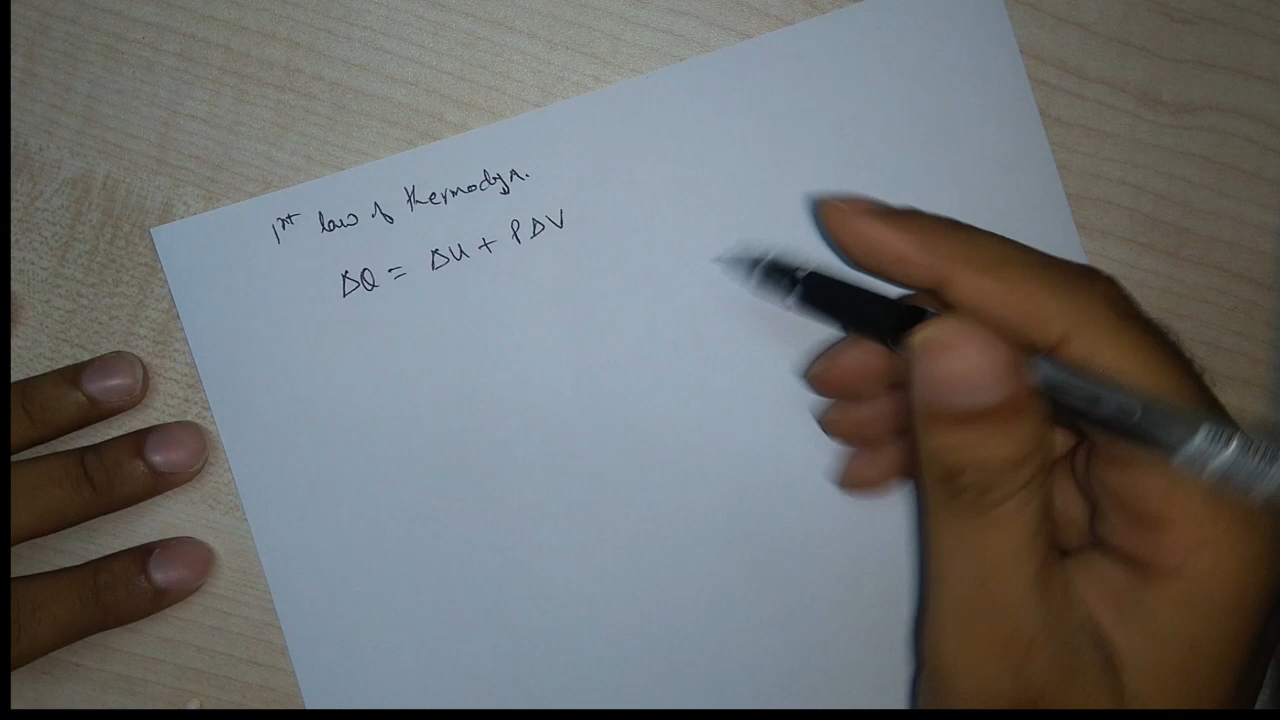 1st law of thermodyn.
ΔQ = ΔU + PΔV